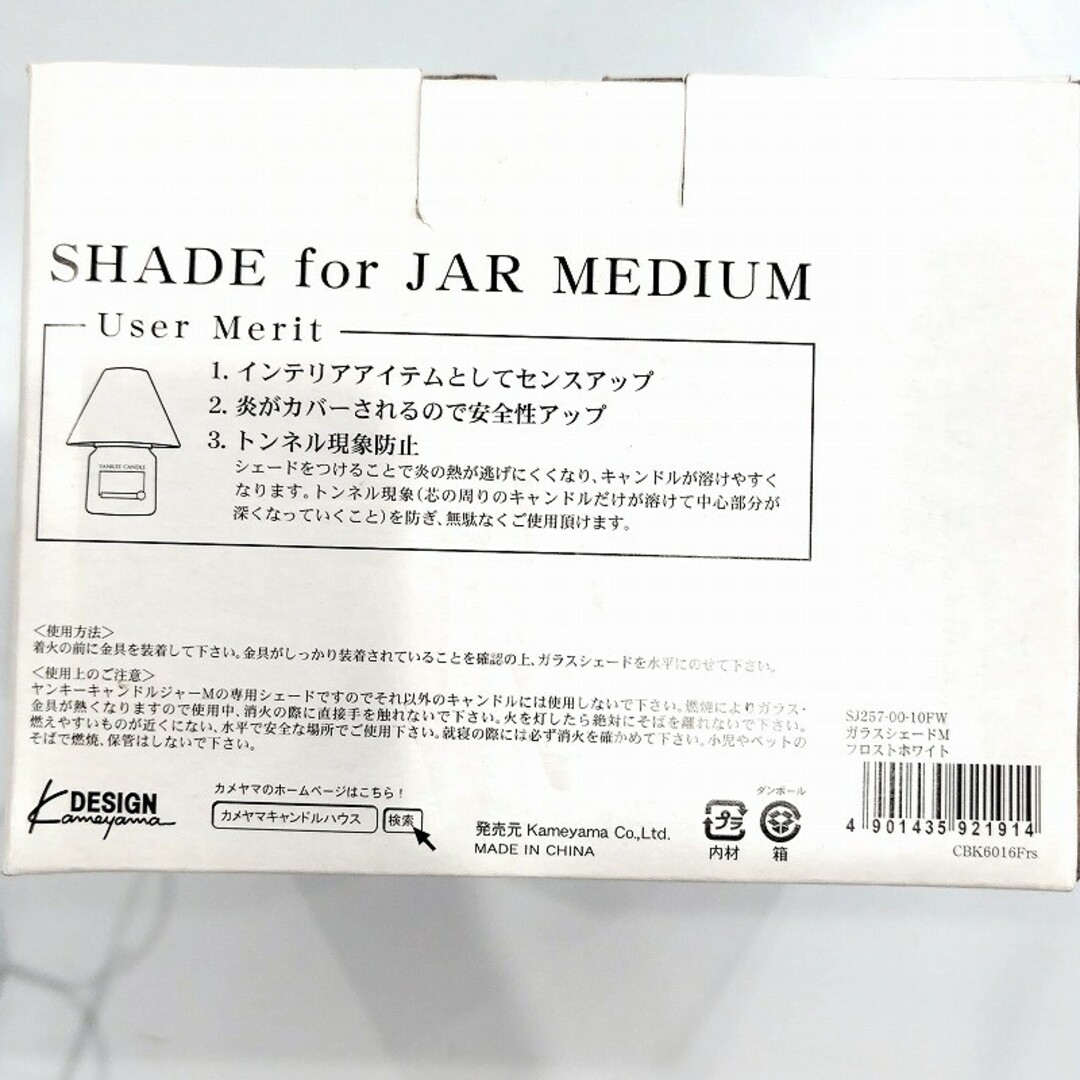 SHADE for JAR MEDIUM
User Merit
1. インテリアアイテムとしてセンスアップ
2. 炎がカバーされるので安全性アップ
3. トンネル現象防止
シェードをつけることで炎の熱が逃げにくくなり、キャンドルが溶けやすく
なります。トンネル現象(芯の周りのキャンドルだけが溶けて中心部分が
深くなっていくこと)を防ぎ、無駄なくご使用頂けます。
YANKEE CANDLE
<使用方法>
着火の前に金具を装着して下さい。金具がしっかり装着されていることを確認の上、ガラスシェードを水平にのせて下さい。
<使用上のご注意>
ヤンキーキャンドルジャーMの専用シェードですのでそれ以外のキャンドルには使用しないで下さい。燃焼によりガラス・
金具が熱くなりますので使用中、消火の際に直接手を触れないで下さい。火を灯したら絶対にそばを離れないで下さい。
燃えやすいものが近くにない、水平で安全な場所でご使用下さい。就寝の際には必ず消火を確かめて下さい。小児やペットの
そばで燃焼、保管はしないで下さい。
SJ257-00-10FW
ガラスシェードM
フロストホワイト
4 901435 921914
CBK6016Frs
DESIGN
Kameyama
カメヤマのホームページはこちら!
カメヤマキャンドルハウス 検索
発売元 Kameyama Co.,Ltd.
MADE IN CHINA
プラ
内材
ダンボール
箱